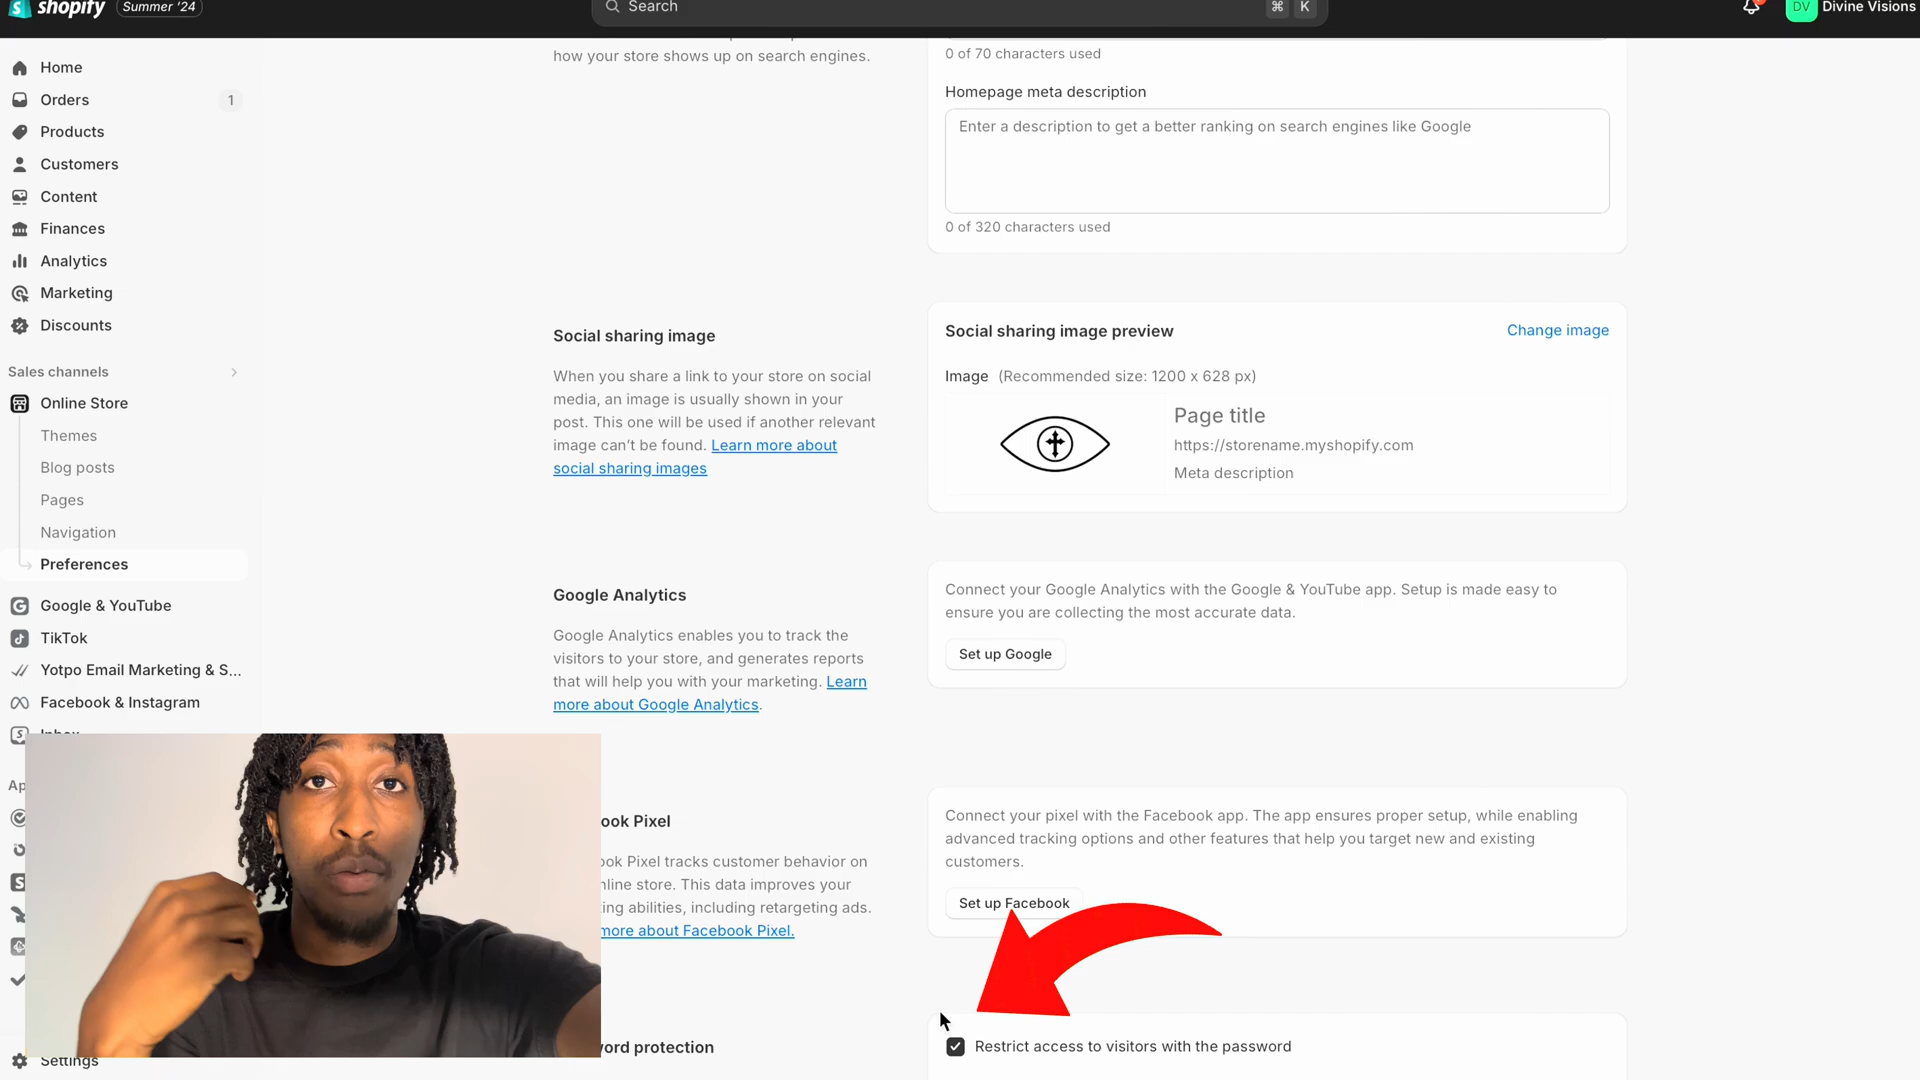 shopify
Summer '24
Search
⌘ K
DV Divine Visions
Home
Orders 1
Products
Customers
Content
Finances
Analytics
Marketing
Discounts
Sales channels
Online Store
Themes
Blog posts
Pages
Navigation
Preferences
Google & YouTube
TikTok
Yotpo Email Marketing & S...
Facebook & Instagram
Settings
how your store shows up on search engines.
0 of 70 characters used
Homepage meta description
Enter a description to get a better ranking on search engines like Google
0 of 320 characters used
Social sharing image
When you share a link to your store on social
media, an image is usually shown in your
post. This one will be used if another relevant
image can't be found. Learn more about
social sharing images
Social sharing image preview
Change image
Image (Recommended size: 1200 x 628 px)
Page title
https://storename.myshopify.com
Meta description
Google Analytics
Google Analytics enables you to track the
visitors to your store, and generates reports
that will help you with your marketing. Learn
more about Google Analytics.
Connect your Google Analytics with the Google & YouTube app. Setup is made easy to
ensure you are collecting the most accurate data.
Set up Google
ook Pixel
ok Pixel tracks customer behavior on
nline store. This data improves your
ting abilities, including retargeting ads.
more about Facebook Pixel.
Connect your pixel with the Facebook app. The app ensures proper setup, while enabling
advanced tracking options and other features that help you target new and existing
customers.
Set up Facebook
ord protection
Restrict access to visitors with the password